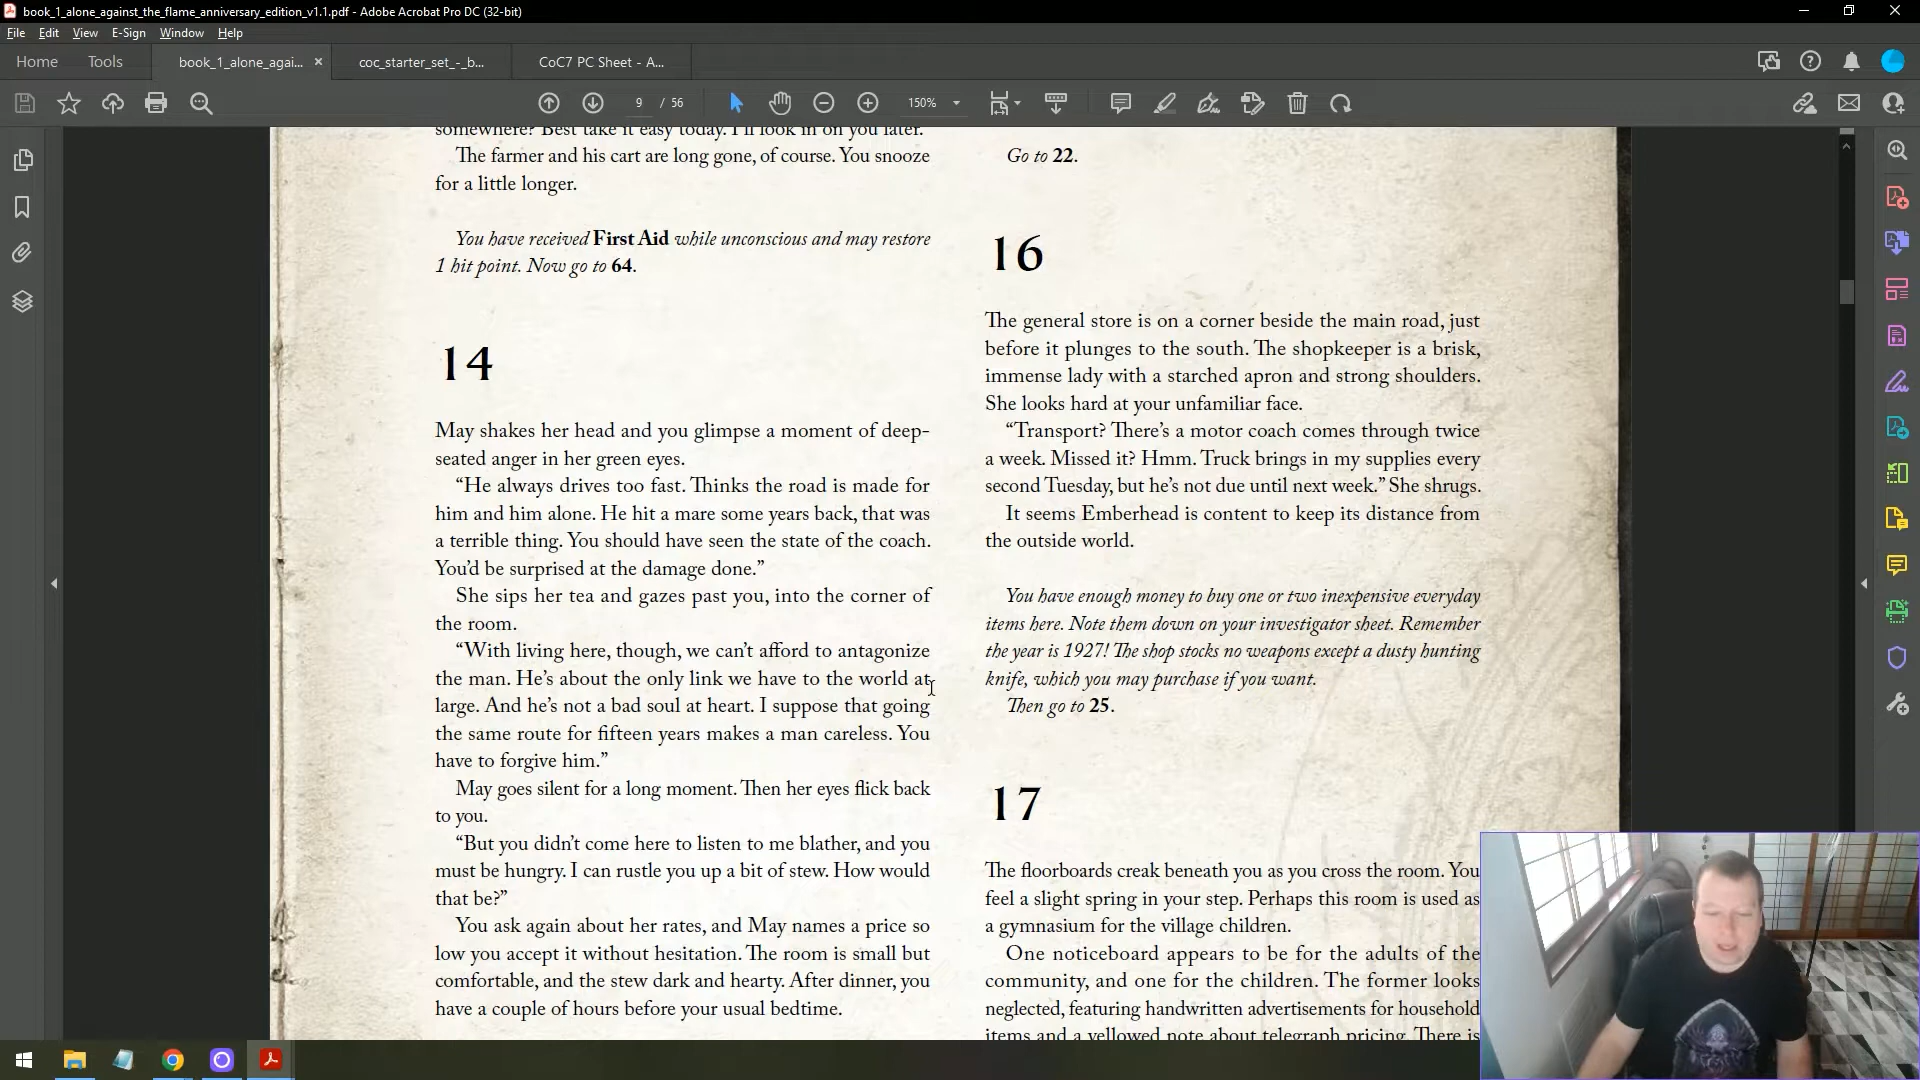 book_1_alone_against_the_flame_anniversary_edition_v1.1.pdf - Adobe Acrobat Pro DC (32-bit)
File Edit View E-Sign Window Help
Home Tools book_1_alone_agai... × coc_starter_set_-_b... CoC7 PC Sheet - A...
9 / 56 150%
somewhere? Best take it easy today. I'll look in on you later.
The farmer and his cart are long gone, of course. You snooze
for a little longer.
You have received First Aid while unconscious and may restore
1 hit point. Now go to 64.
14
May shakes her head and you glimpse a moment of deep-
seated anger in her green eyes.
“He always drives too fast. Thinks the road is made for
him and him alone. He hit a mare some years back, that was
a terrible thing. You should have seen the state of the coach.
You’d be surprised at the damage done.”
She sips her tea and gazes past you, into the corner of
the room.
“With living here, though, we can’t afford to antagonize
the man. He’s about the only link we have to the world at
large. And he’s not a bad soul at heart. I suppose that going
the same route for fifteen years makes a man careless. You
have to forgive him.”
May goes silent for a long moment. Then her eyes flick back
to you.
“But you didn’t come here to listen to me blather, and you
must be hungry. I can rustle you up a bit of stew. How would
that be?”
You ask again about her rates, and May names a price so
low you accept it without hesitation. The room is small but
comfortable, and the stew dark and hearty. After dinner, you
have a couple of hours before your usual bedtime.
Go to 22.
16
The general store is on a corner beside the main road, just
before it plunges to the south. The shopkeeper is a brisk,
immense lady with a starched apron and strong shoulders.
She looks hard at your unfamiliar face.
“Transport? There’s a motor coach comes through twice
a week. Missed it? Hmm. Truck brings in my supplies every
second Tuesday, but he’s not due until next week.” She shrugs.
It seems Emberhead is content to keep its distance from
the outside world.
You have enough money to buy one or two inexpensive everyday
items here. Note them down on your investigator sheet. Remember
the year is 1927! The shop stocks no weapons except a dusty hunting
knife, which you may purchase if you want.
Then go to 25.
17
The floorboards creak beneath you as you cross the room. You
feel a slight spring in your step. Perhaps this room is used as
a gymnasium for the village children.
One noticeboard appears to be for the adults of the
community, and one for the children. The former looks
neglected, featuring handwritten advertisements for household
items and a yellowed note about telegraph pricing. There is